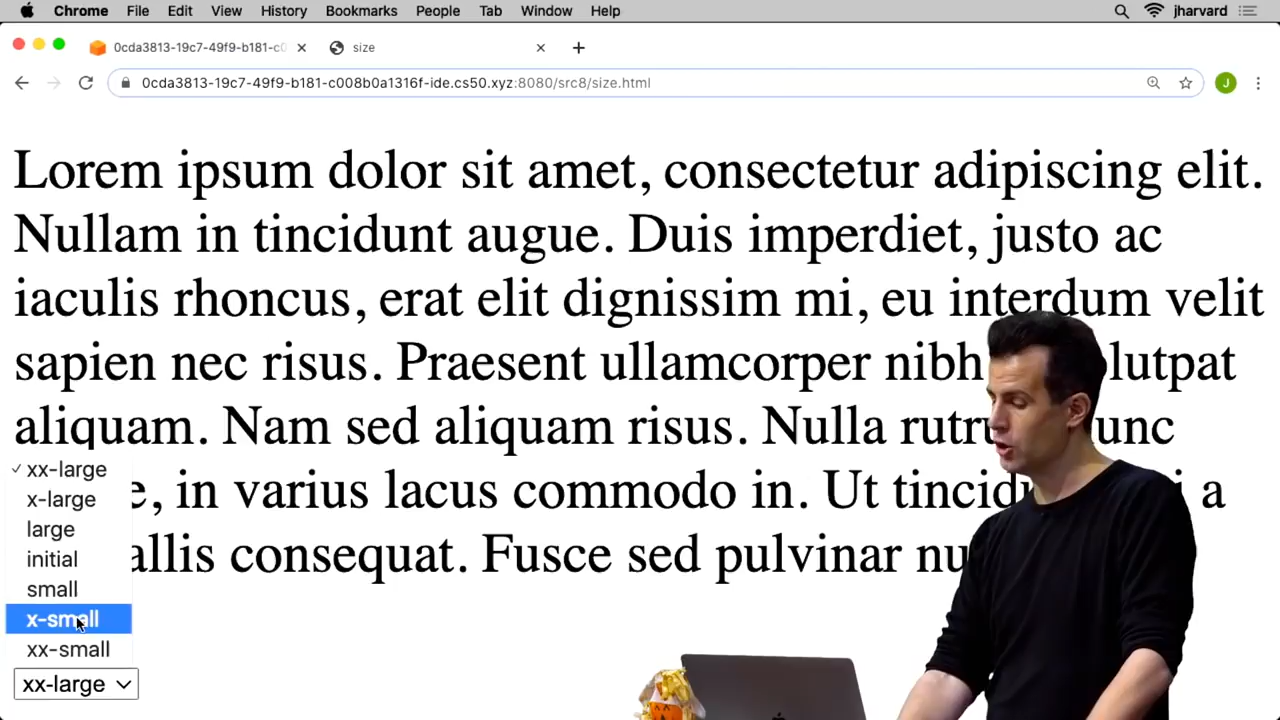 Chrome File Edit View History Bookmarks People Tab Window Help jharvard
0cda3813-19c7-49f9-b181-c0 size
0cda3813-19c7-49f9-b181-c008b0a1316f-ide.cs50.xyz:8080/src8/size.html J
Lorem ipsum dolor sit amet, consectetur adipiscing elit.
Nullam in tincidunt augue. Duis imperdiet, justo ac
iaculis rhoncus, erat elit dignissim mi, eu interdum velit
sapien nec risus. Praesent ullamcorper nibh lutpat
aliquam. Nam sed aliquam risus. Nulla rutru unc
e, in varius lacus commodo in. Ut tincidu i a
allis consequat. Fusce sed pulvinar nu
xx-large
x-large
large
initial
small
x-small
xx-small
xx-large